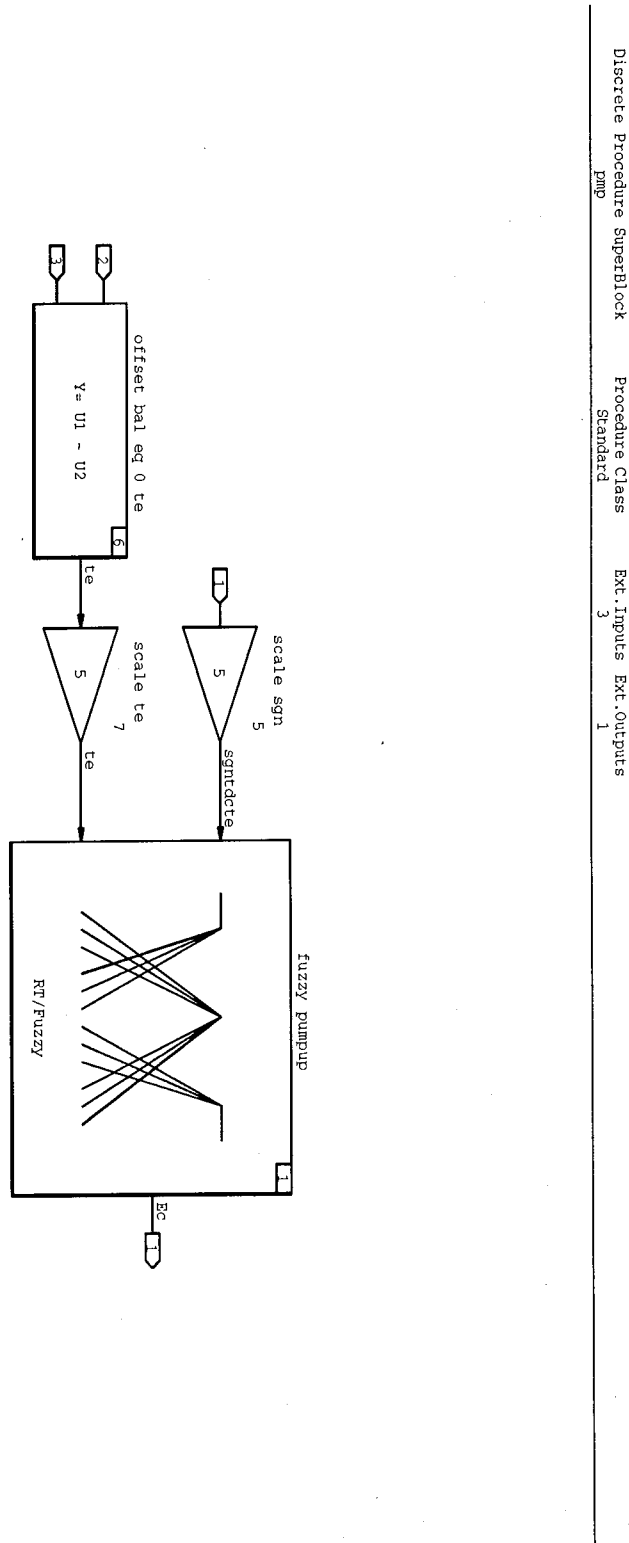 Discrete Procedure SuperBlock Procedure Class Ext.Inputs Ext.Outputs
pmp Standard 3 1
fuzzy pumpup
1
scale sgn
5
1
5
sgntdcte
Ec
1
RT/Fuzzy
offset bal eq 0 te
6
2
3
Y= U1 - U2
te
scale te
7
5
te